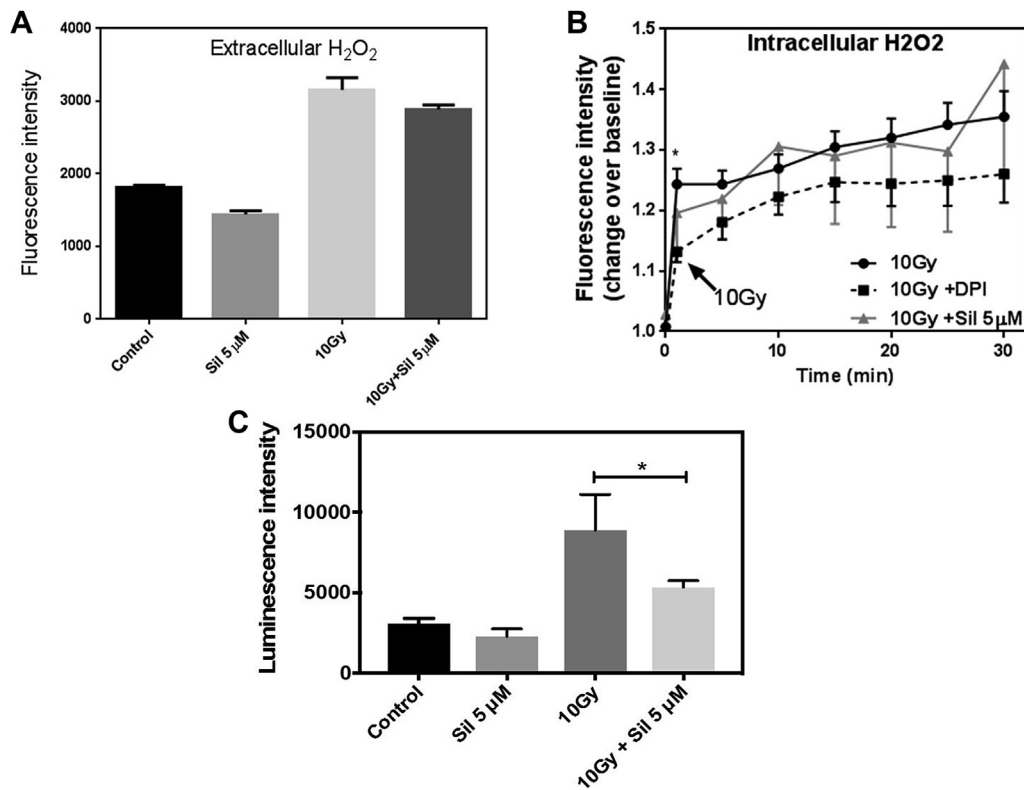 A
Extracellular H₂O₂
Fluorescence intensity
4000
3000
2000
1000
0
Control
Sil 5 µM
10Gy
10Gy+Sil 5µM
B
Intracellular H2O2
Fluorescence intensity
(change over baseline)
1.5
1.4
1.3
1.2
1.1
1.0
*
10Gy
10Gy
10Gy +DPI
10Gy +Sil 5µM
0
10
20
30
Time (min)
C
Luminescence intensity
15000
10000
5000
0
*
Control
Sil 5 µM
10Gy
10Gy + Sil 5 µM